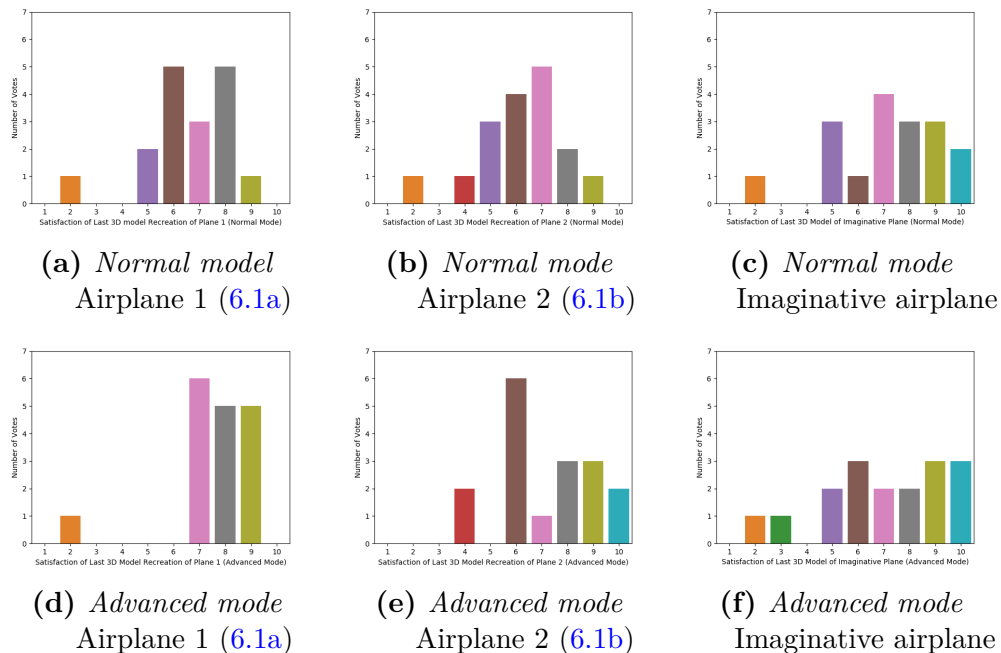 7
6
5
4
3
2
1
0
Number of Votes
1 2 3 4 5 6 7 8 9 10
Satisfaction of Last 3D model Recreation of Plane 1 (Normal Mode)
(a) Normal model
Airplane 1 (6.1a)
7
6
5
4
3
2
1
0
Number of Votes
1 2 3 4 5 6 7 8 9 10
Satisfaction of Last 3D Model Recreation of Plane 2 (Normal Mode)
(b) Normal mode
Airplane 2 (6.1b)
7
6
5
4
3
2
1
0
Number of Votes
1 2 3 4 5 6 7 8 9 10
Satisfaction of Last 3D Model of Imaginative Plane (Normal Mode)
(c) Normal mode
Imaginative airplane
7
6
5
4
3
2
1
0
Number of Votes
1 2 3 4 5 6 7 8 9 10
Satisfaction of Last 3D Model Recreation of Plane 1 (Advanced Mode)
(d) Advanced mode
Airplane 1 (6.1a)
7
6
5
4
3
2
1
0
Number of Votes
1 2 3 4 5 6 7 8 9 10
Satisfaction of Last 3D Model Recreation of Plane 2 (Advanced Mode)
(e) Advanced mode
Airplane 2 (6.1b)
7
6
5
4
3
2
1
0
Number of Votes
1 2 3 4 5 6 7 8 9 10
Satisfaction of Last 3D Model of Imaginative Plane (Advanced Mode)
(f) Advanced mode
Imaginative airplane